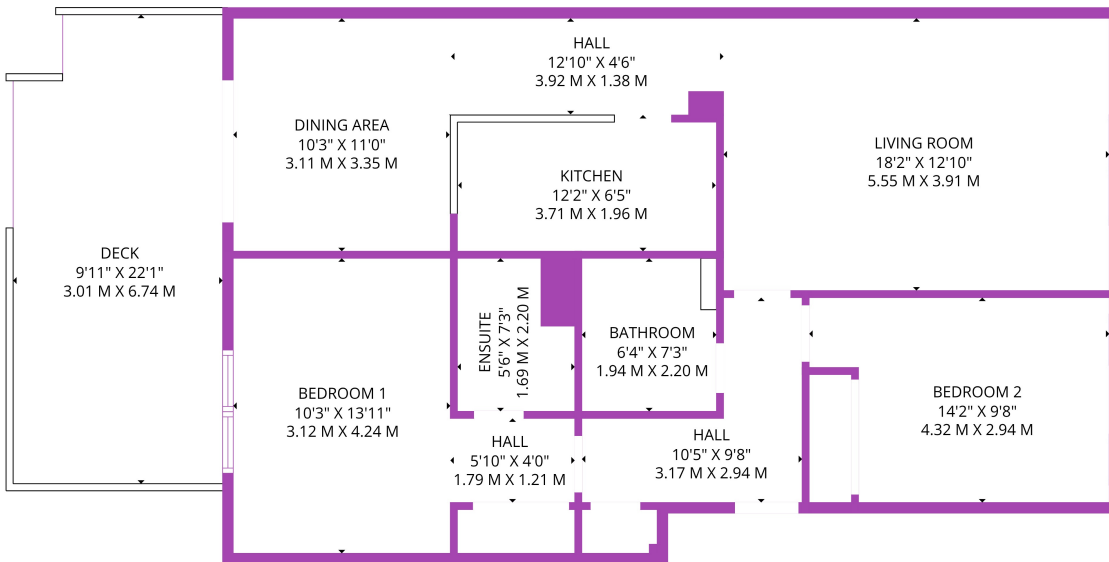 HALL
12'10" X 4'6"
3.92 M X 1.38 M
DINING AREA
10'3" X 11'0"
3.11 M X 3.35 M
LIVING ROOM
18'2" X 12'10"
5.55 M X 3.91 M
KITCHEN
12'2" X 6'5"
3.71 M X 1.96 M
DECK
9'11" X 22'1"
3.01 M X 6.74 M
ENSUITE
5'6" X 7'3"
1.69 M X 2.20 M
BATHROOM
6'4" X 7'3"
1.94 M X 2.20 M
BEDROOM 1
10'3" X 13'11"
3.12 M X 4.24 M
BEDROOM 2
14'2" X 9'8"
4.32 M X 2.94 M
HALL
5'10" X 4'0"
1.79 M X 1.21 M
HALL
10'5" X 9'8"
3.17 M X 2.94 M